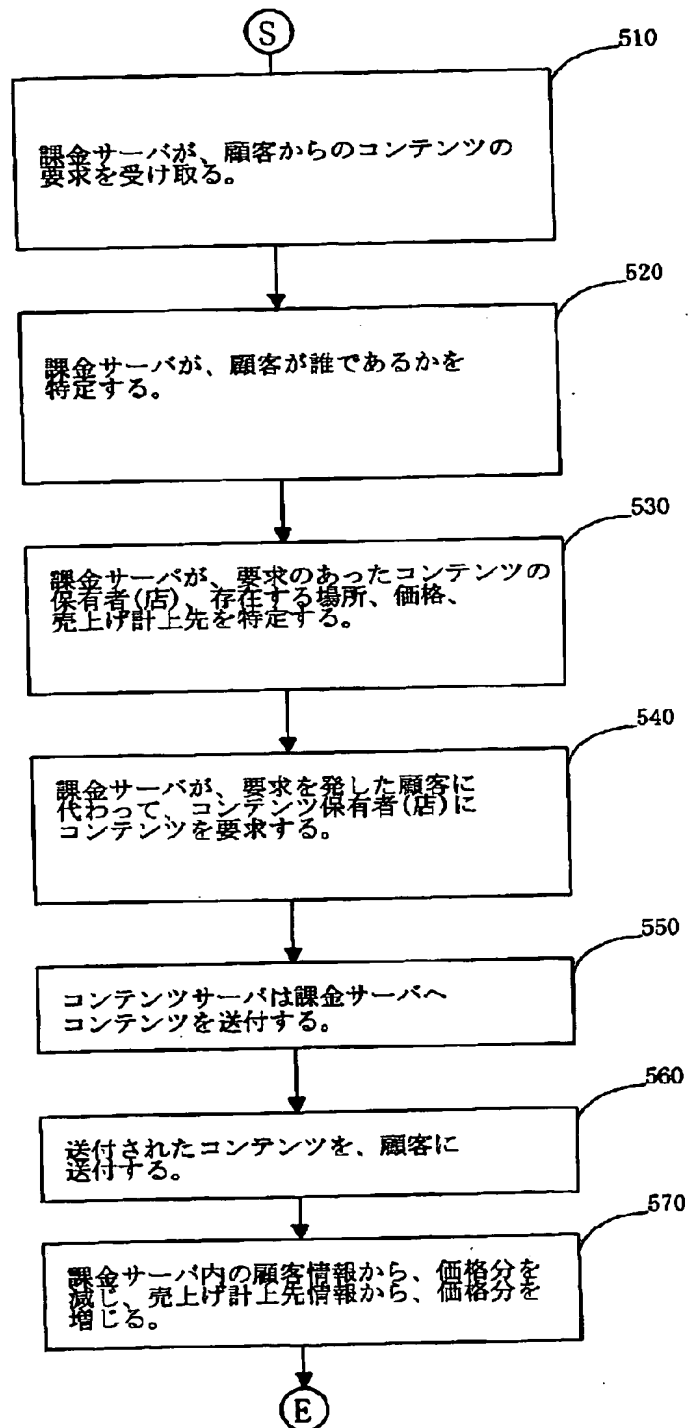 S
510
課金サーバが、顧客からのコンテンツの
要求を受け取る。
520
課金サーバが、顧客が誰であるかを
特定する。
530
課金サーバが、要求のあったコンテンツの
保有者(店)、存在する場所、価格、
売上げ計上先を特定する。
540
課金サーバが、要求を発した顧客に
代わって、コンテンツ保有者(店)に
コンテンツを要求する。
550
コンテンツサーバは課金サーバへ
コンテンツを送付する。
560
送付されたコンテンツを、顧客に
送付する。
570
課金サーバ内の顧客情報から、価格分を
減じ、売上げ計上先情報から、価格分を
増じる。
E